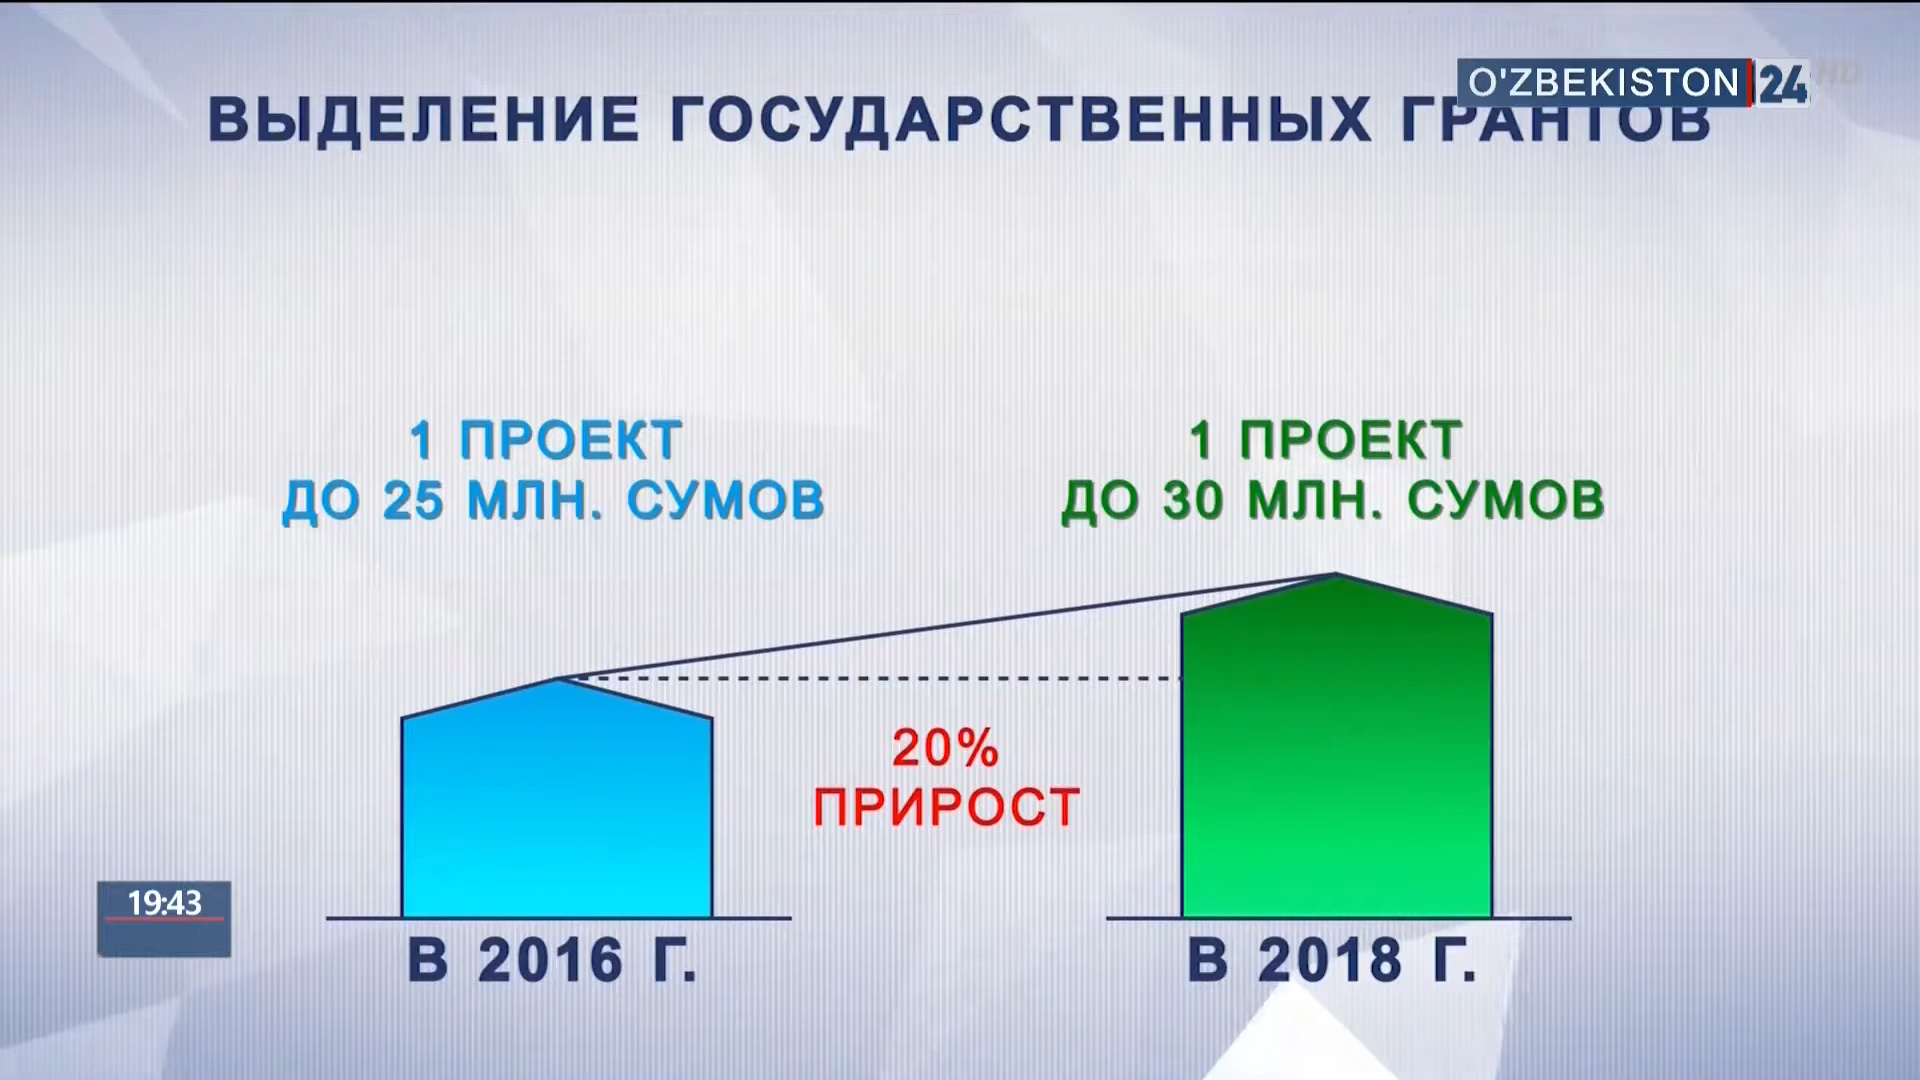 O'ZBEKISTON 24 HD
ВЫДЕЛЕНИЕ ГОСУДАРСТВЕННЫХ ГРАНТОВ
1 ПРОЕКТ
ДО 25 МЛН. СУМОВ
1 ПРОЕКТ
ДО 30 МЛН. СУМОВ
20%
ПРИРОСТ
19:43
В 2016 Г.
В 2018 Г.